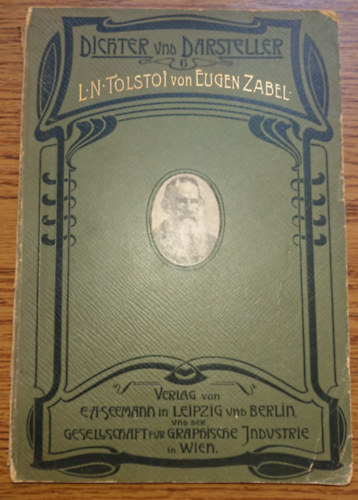 DICHTER UND DARSTELLER
6
L·N·TOLSTOI von EUGEN ZABEL·
VERLAG von
E·A·SEEMANN in LEIPZIG UND BERLIN,
UND DER
GESELLSCHAFT FÜR GRAPHISCHE INDUSTRIE
in WIEN.